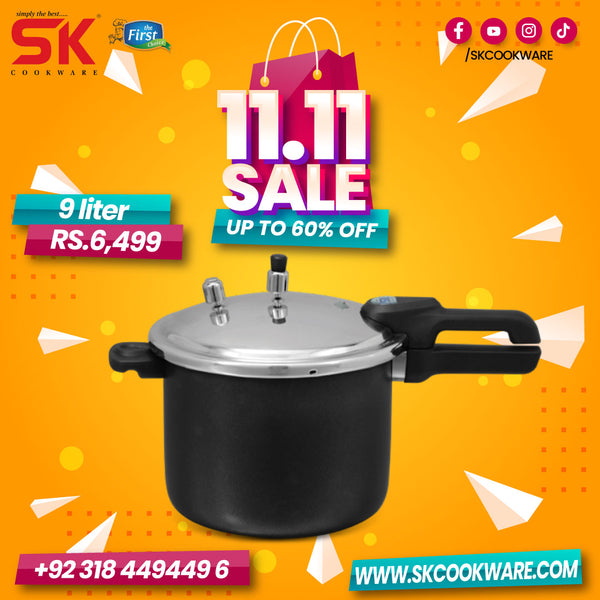 simply the best.....
SK®
COOKWARE
the
First
Choice
/SKCOOKWARE
11.11
SALE
UP TO 60% OFF
9 liter
RS.6,499
+92 318 449449 6
WWW.SKCOOKWARE.COM